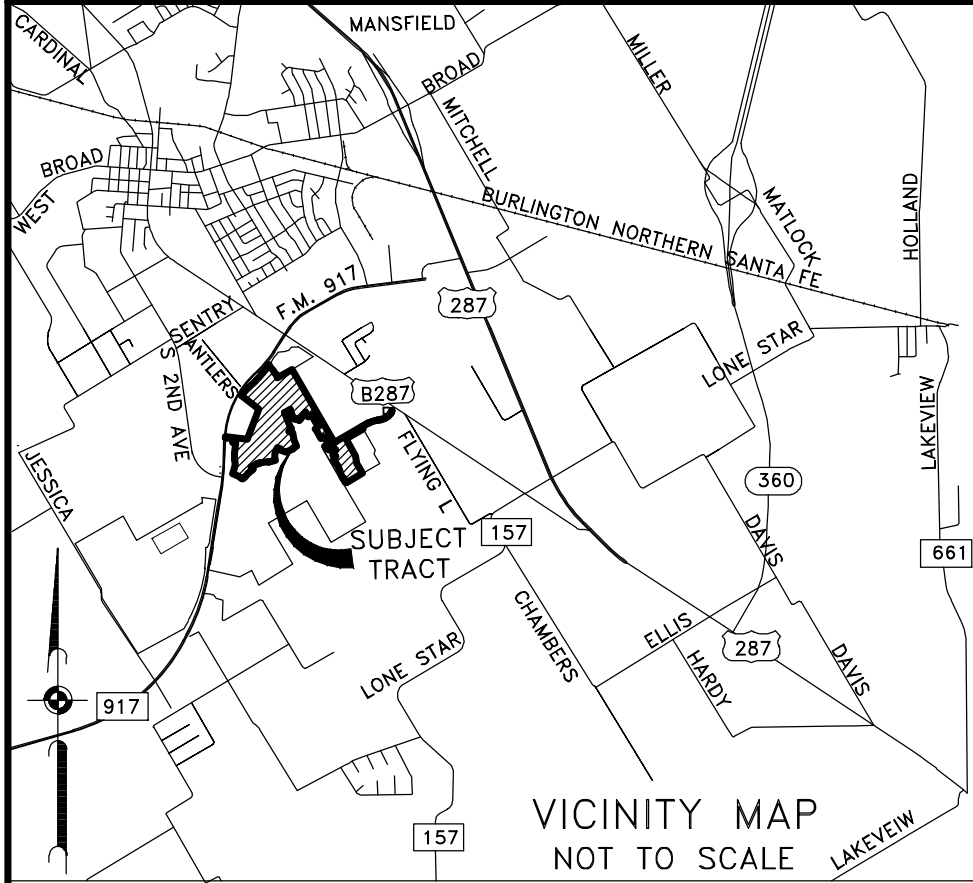 CARDINAL
MANSFIELD
BROAD
MITCHELL
MILLER
WEST
BROAD
BURLINGTON NORTHERN SANTA FE
MATLOCK
HOLLAND
SENTRY
F.M. 917
287
ANTLERS
S 2ND AVE
B287
LONE STAR
LAKEVIEW
JESSICA
FLYING L
360
SUBJECT
TRACT
157
DAVIS
661
CHAMBERS
ELLIS
HARDY
287
DAVIS
LONE STAR
917
157
VICINITY MAP
NOT TO SCALE
LAKEVEIW